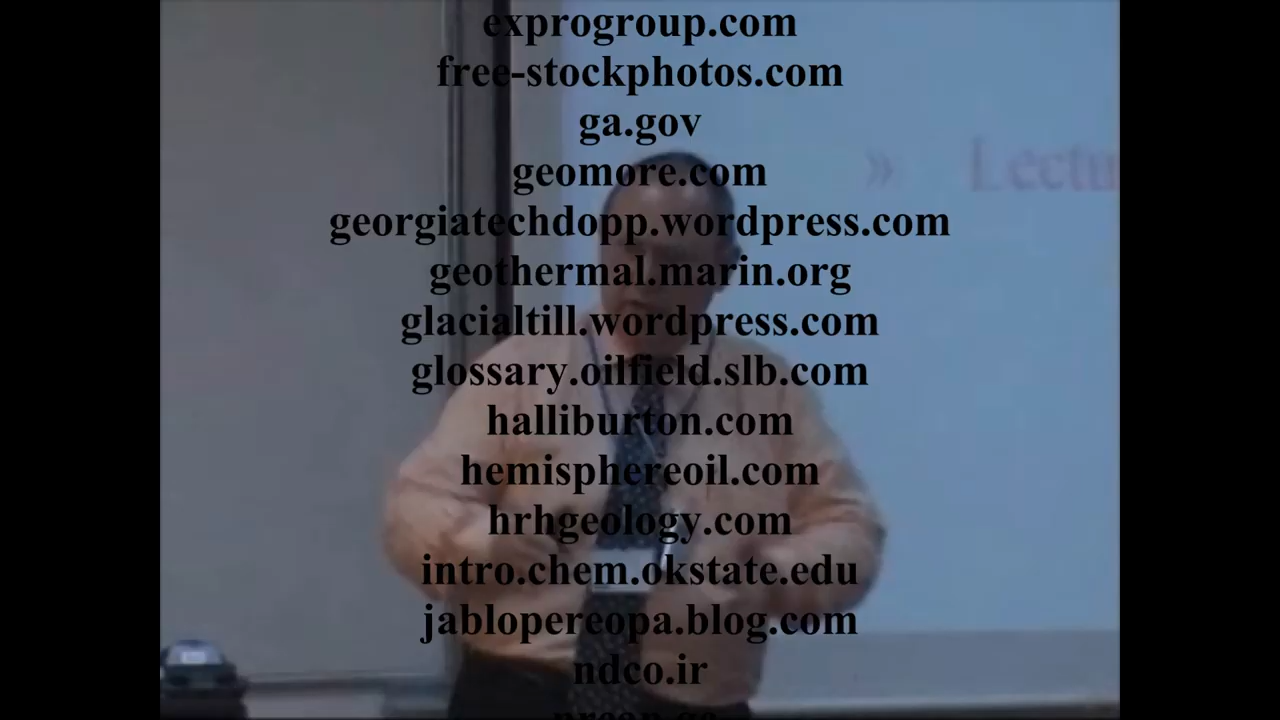 exprogroup.com
free-stockphotos.com
ga.gov
geomore.com
» Lectu
georgiatechdopp.wordpress.com
geothermal.marin.org
glacialtill.wordpress.com
glossary.oilfield.slb.com
halliburton.com
hemisphereoil.com
hrhgeology.com
intro.chem.okstate.edu
jablopereopa.blog.com
ndco.ir